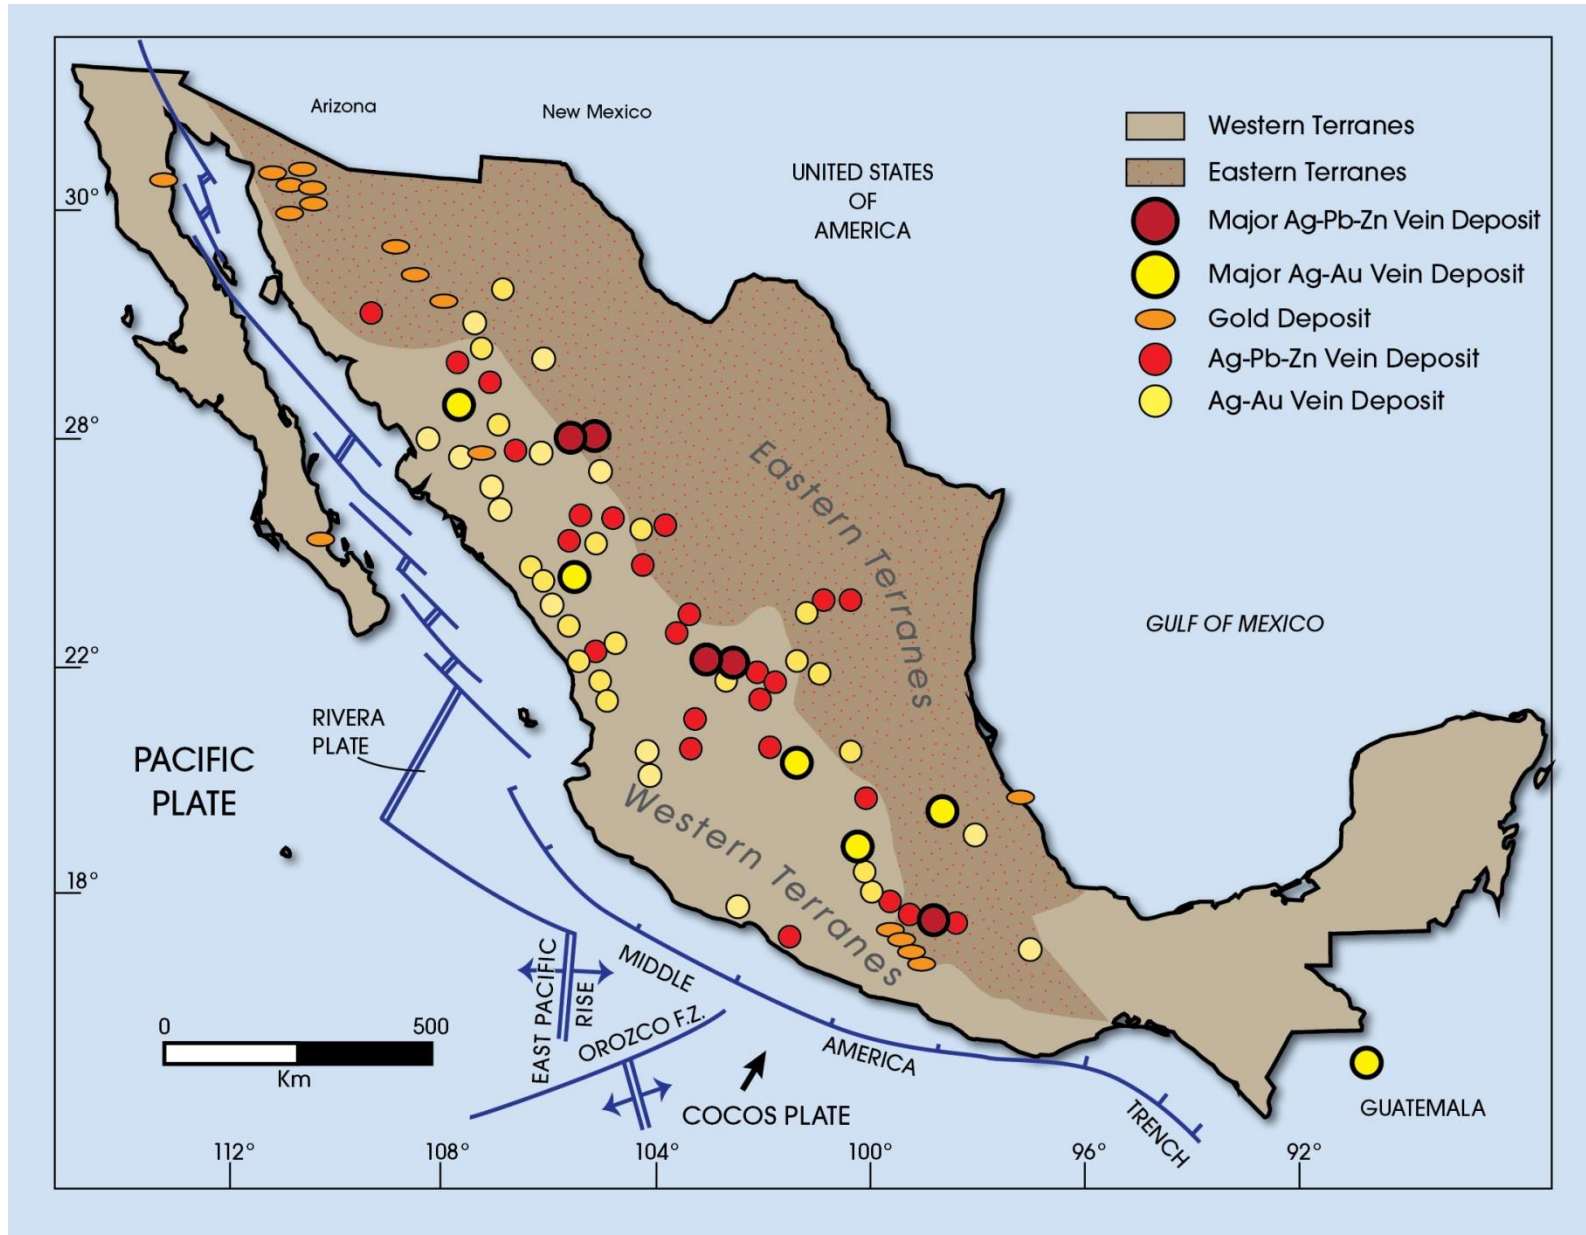 Arizona
New Mexico
UNITED STATES
OF
AMERICA
Western Terranes
Eastern Terranes
Major Ag-Pb-Zn Vein Deposit
Major Ag-Au Vein Deposit
Gold Deposit
Ag-Pb-Zn Vein Deposit
Ag-Au Vein Deposit
30°
28°
22°
18°
Eastern Terranes
GULF OF MEXICO
RIVERA
PLATE
PACIFIC
PLATE
Western Terranes
EAST PACIFIC
RISE
MIDDLE
AMERICA
TRENCH
OROZCO F.Z.
COCOS PLATE
GUATEMALA
0 500
Km
112° 108° 104° 100° 96° 92°